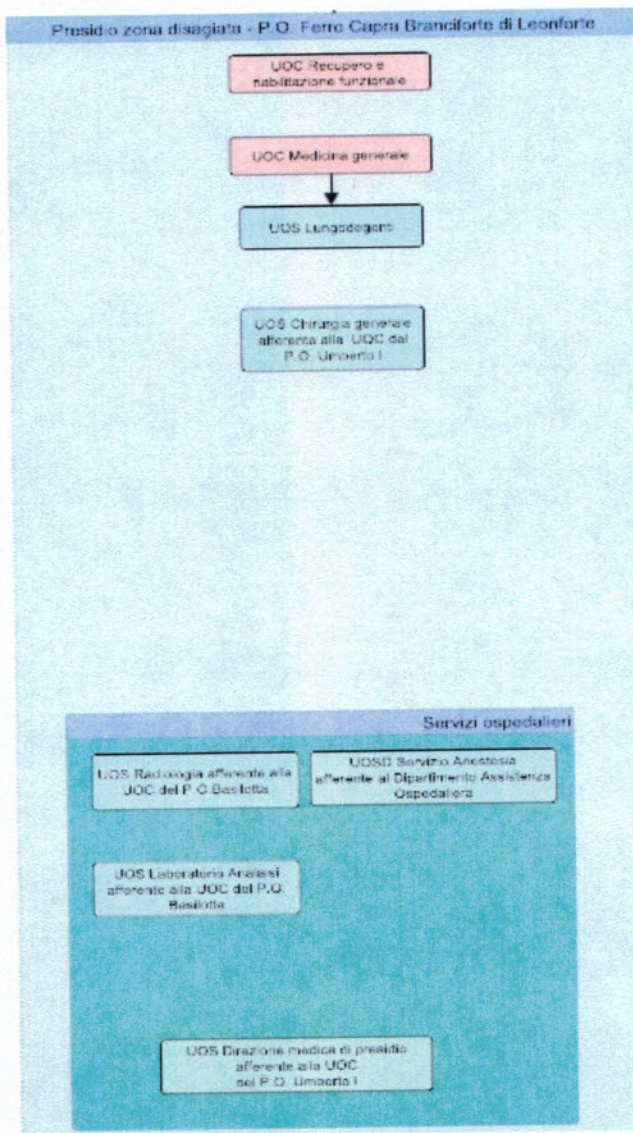 Presidio zona disagiata - P.O. Ferro Capra Branciforte di Leonforte
UOC Recupero e
riabilitazione funzionale
UOC Medicina generale
UOS Lungodegenti
UOS Chirurgia generale
afferente alla UOC del
P.O. Umberto I
Servizi ospedalieri
UOS Radiologia afferente alla
UOC del P.O.Basilotta
UOSD Servizio Anestesia
afferente al Dipartimento Assistenza
Ospedaliera
UOS Laboratorio Analaisi
afferente alla UOC del P.O.
Basilotta
UOS Direzione medica di presidio
afferente alla UOC
del P.O. Umberto I